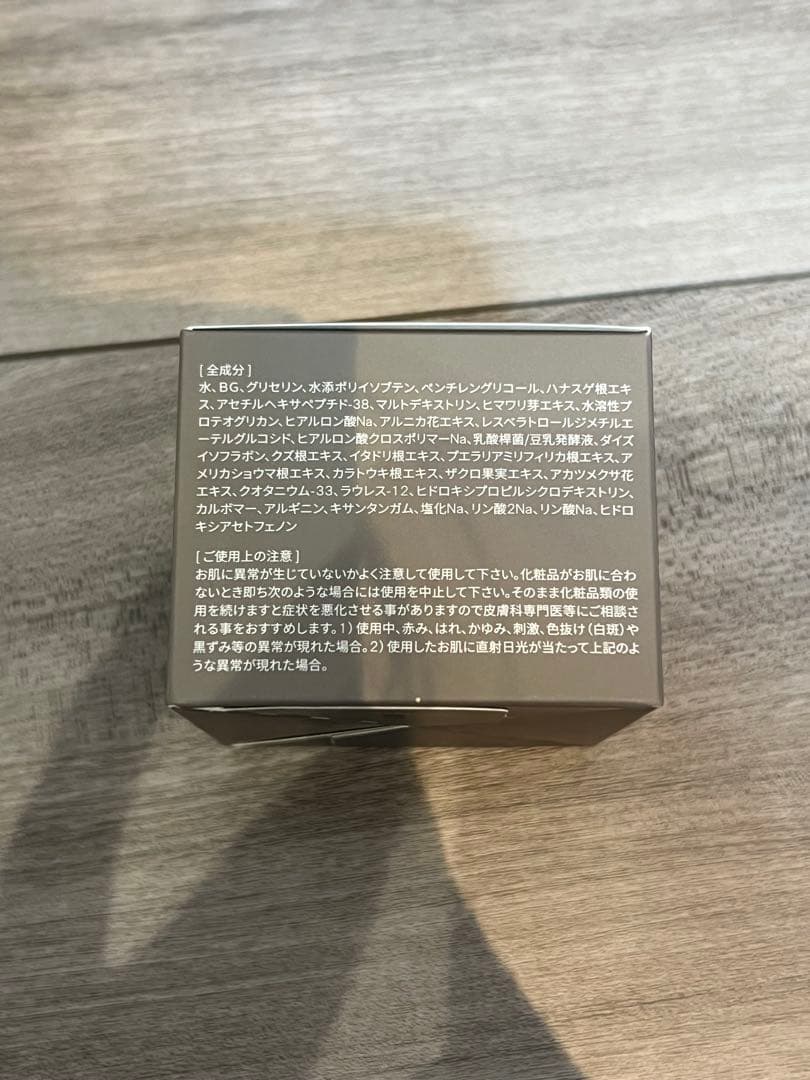 [全成分]
水、BG、グリセリン、水添ポリイソブテン、ペンチレングリコール、ハナスゲ根エキ
ス、アセチルヘキサペプチド-38、マルトデキストリン、ヒマワリ芽エキス、水溶性プ
ロテオグリカン、ヒアルロン酸Na、アルニカ花エキス、レスベラトロールジメチルエ
ーテルグルコシド、ヒアルロン酸クロスポリマーNa、乳酸桿菌/豆乳発酵液、ダイズ
イソフラボン、クズ根エキス、イタドリ根エキス、プエラリアミリフィカ根エキス、ア
メリカショウマ根エキス、カラトウキ根エキス、ザクロ果実エキス、アカツメクサ花
エキス、クオタニウム-33、ラウレス-12、ヒドロキシプロピルシクロデキストリン、
カルボマー、アルギニン、キサンタンガム、塩化Na、リン酸2Na、リン酸Na、ヒドロ
キシアセトフェノン
[ご使用上の注意]
お肌に異常が生じていないかよく注意して使用して下さい。化粧品がお肌に合わ
ないとき即ち次のような場合には使用を中止して下さい。そのまま化粧品類の使
用を続けますと症状を悪化させる事がありますので皮膚科専門医等にご相談さ
れる事をおすすめします。1)使用中、赤み、はれ、かゆみ、刺激、色抜け(白斑)や
黒ずみ等の異常が現れた場合。2)使用したお肌に直射日光が当たって上記のよ
うな異常が現れた場合。